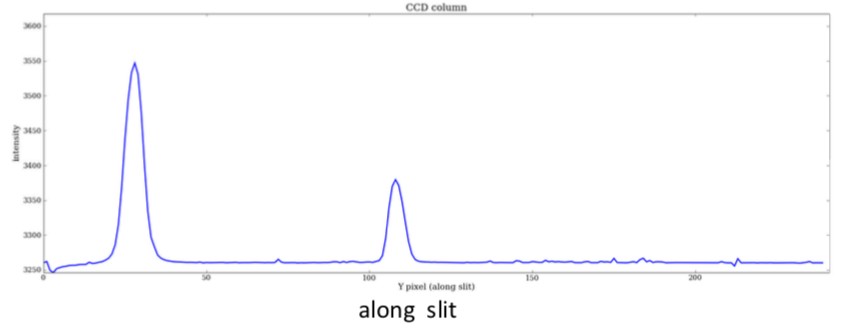 CCD column
3600
3550
3500
3450
3400
3350
3300
3250
Intensity
0 50 100 150 200
Y pixel (along slit)
along slit